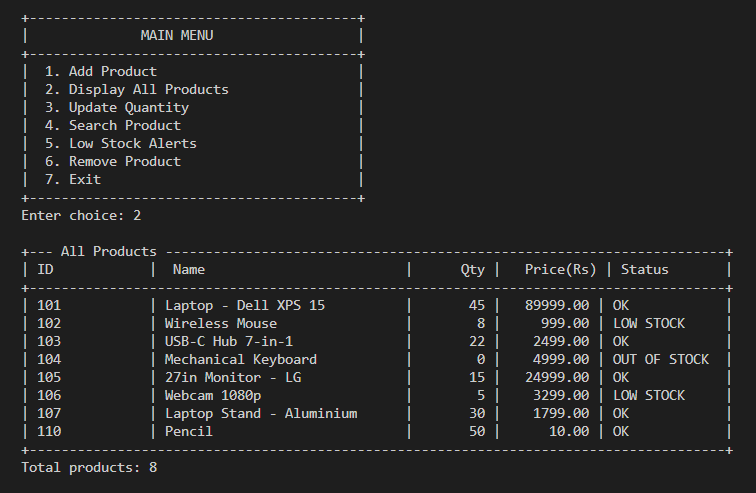 +-----------------------------------------+
|              MAIN MENU                  |
+-----------------------------------------+
|  1. Add Product                         |
|  2. Display All Products                |
|  3. Update Quantity                     |
|  4. Search Product                      |
|  5. Low Stock Alerts                    |
|  6. Remove Product                      |
|  7. Exit                                |
+-----------------------------------------+
Enter choice: 2
+--- All Products ----------------------------------------------------------------------+
| ID            |  Name                         |      Qty |   Price(Rs) | Status       |
+---------------------------------------------------------------------------------------+
| 101           | Laptop - Dell XPS 15          |       45 |   89999.00 | OK            |
| 102           | Wireless Mouse                |        8 |     999.00 | LOW STOCK     |
| 103           | USB-C Hub 7-in-1              |       22 |    2499.00 | OK            |
| 104           | Mechanical Keyboard           |        0 |    4999.00 | OUT OF STOCK  |
| 105           | 27in Monitor - LG             |       15 |   24999.00 | OK            |
| 106           | Webcam 1080p                  |        5 |    3299.00 | LOW STOCK     |
| 107           | Laptop Stand - Aluminium      |       30 |    1799.00 | OK            |
| 110           | Pencil                        |       50 |      10.00 | OK            |
+---------------------------------------------------------------------------------------+
Total products: 8